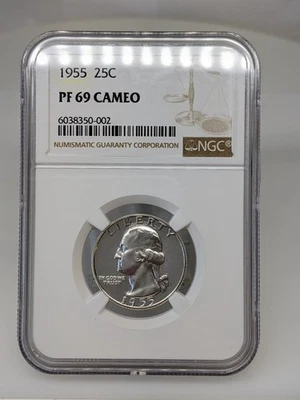 1955 25C
PF 69 CAMEO
6038350-002
NUMISMATIC GUARANTY CORPORATION
NGC
LIBERTY
IN GOD WE
TRUST
1955